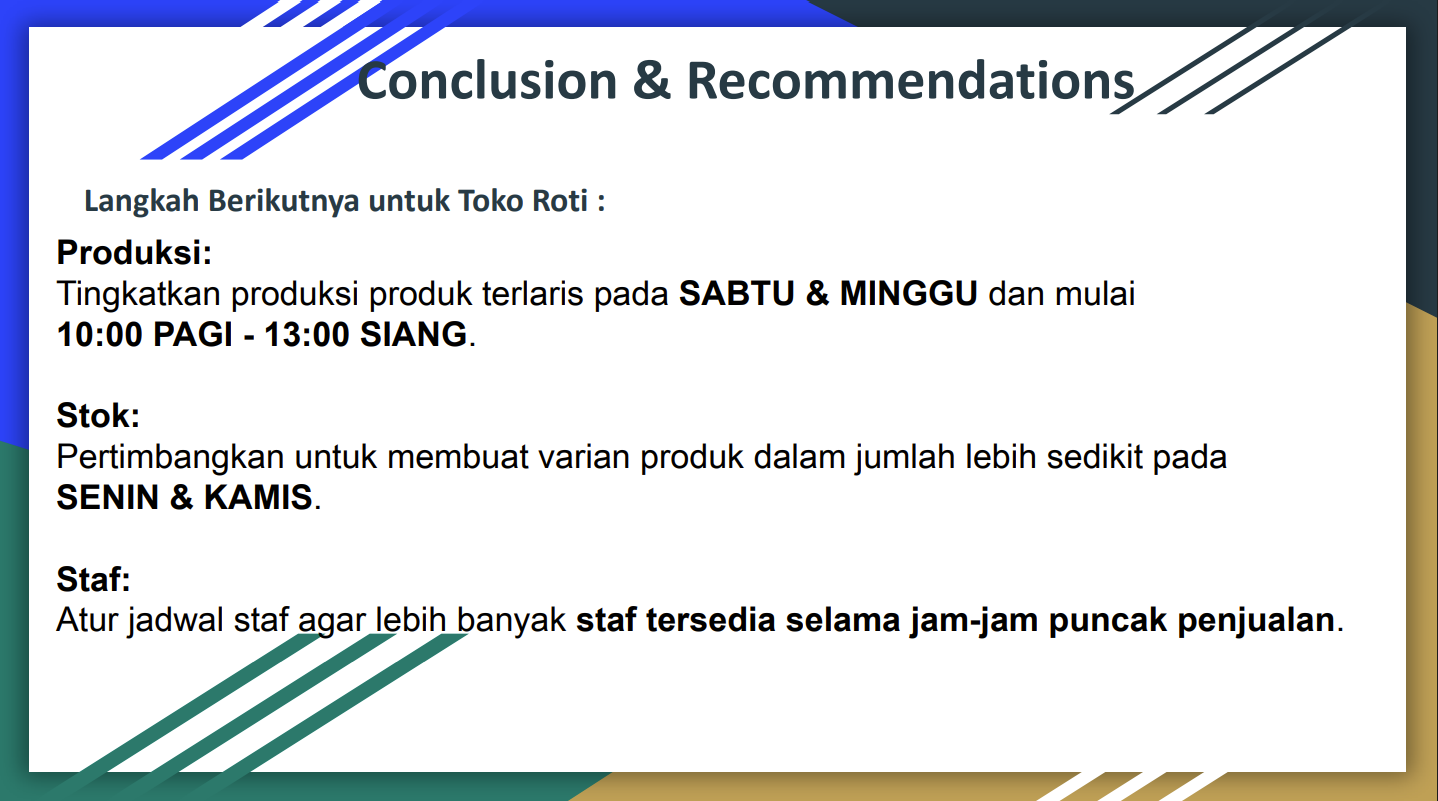 Conclusion & Recommendations
Langkah Berikutnya untuk Toko Roti :
Produksi:
Tingkatkan produksi produk terlaris pada SABTU & MINGGU dan mulai
10:00 PAGI - 13:00 SIANG.
Stok:
Pertimbangkan untuk membuat varian produk dalam jumlah lebih sedikit pada
SENIN & KAMIS.
Staf:
Atur jadwal staf agar lebih banyak staf tersedia selama jam-jam puncak penjualan.